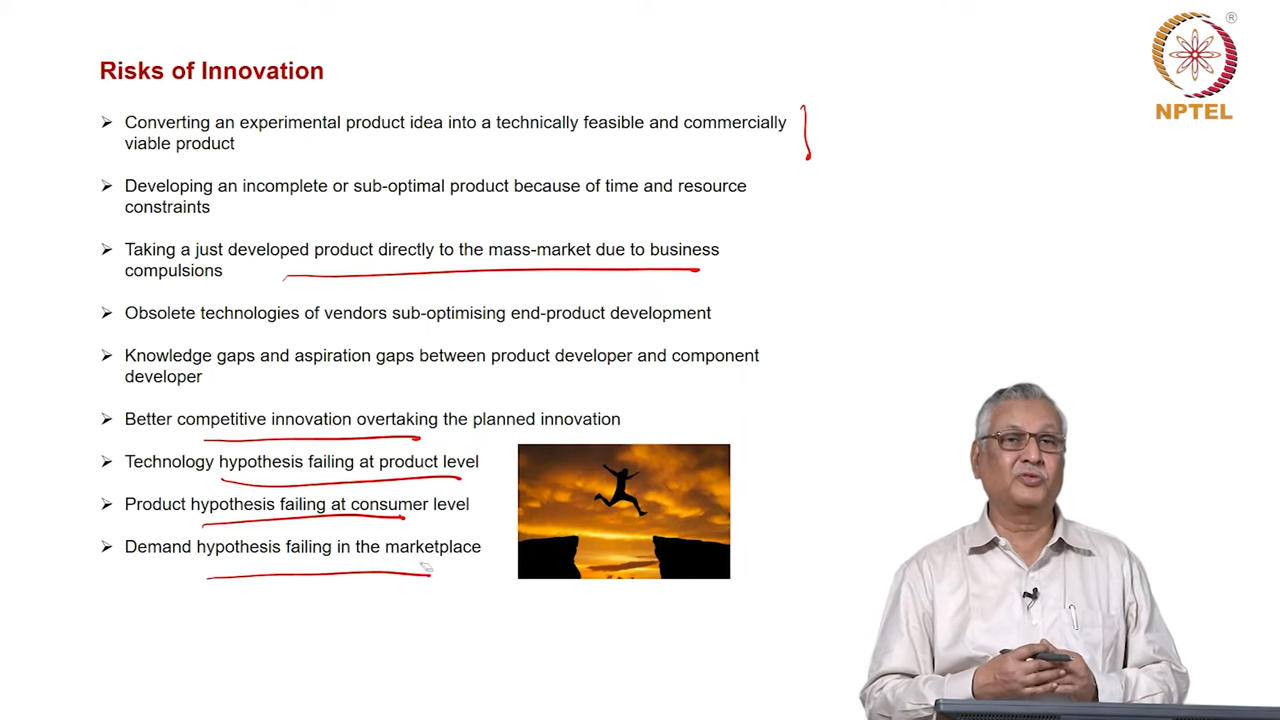 ®
NPTEL
Risks of Innovation
➢ Converting an experimental product idea into a technically feasible and commercially
viable product
➢ Developing an incomplete or sub-optimal product because of time and resource
constraints
➢ Taking a just developed product directly to the mass-market due to business
compulsions
➢ Obsolete technologies of vendors sub-optimising end-product development
➢ Knowledge gaps and aspiration gaps between product developer and component
developer
➢ Better competitive innovation overtaking the planned innovation
➢ Technology hypothesis failing at product level
➢ Product hypothesis failing at consumer level
➢ Demand hypothesis failing in the marketplace